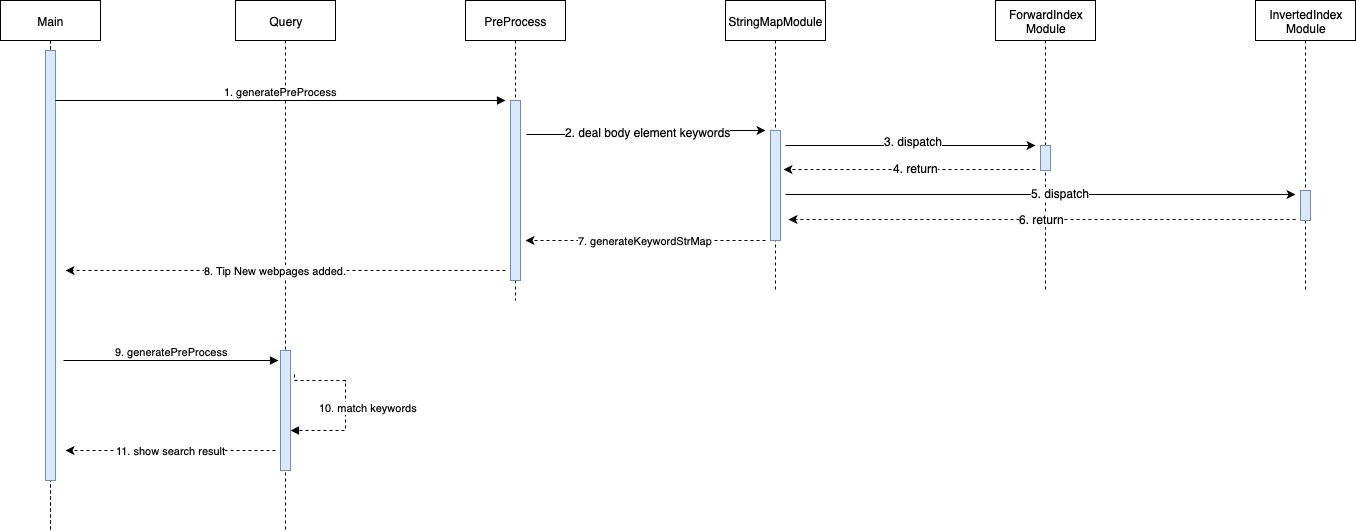 Main
Query
PreProcess
StringMapModule
ForwardIndex
Module
InvertedIndex
Module
1. generatePreProcess
2. deal body element keywords
3. dispatch
4. return
5. dispatch
6. return
7. generateKeywordStrMap
8. Tip New webpages added.
9. generatePreProcess
10. match keywords
11. show search result